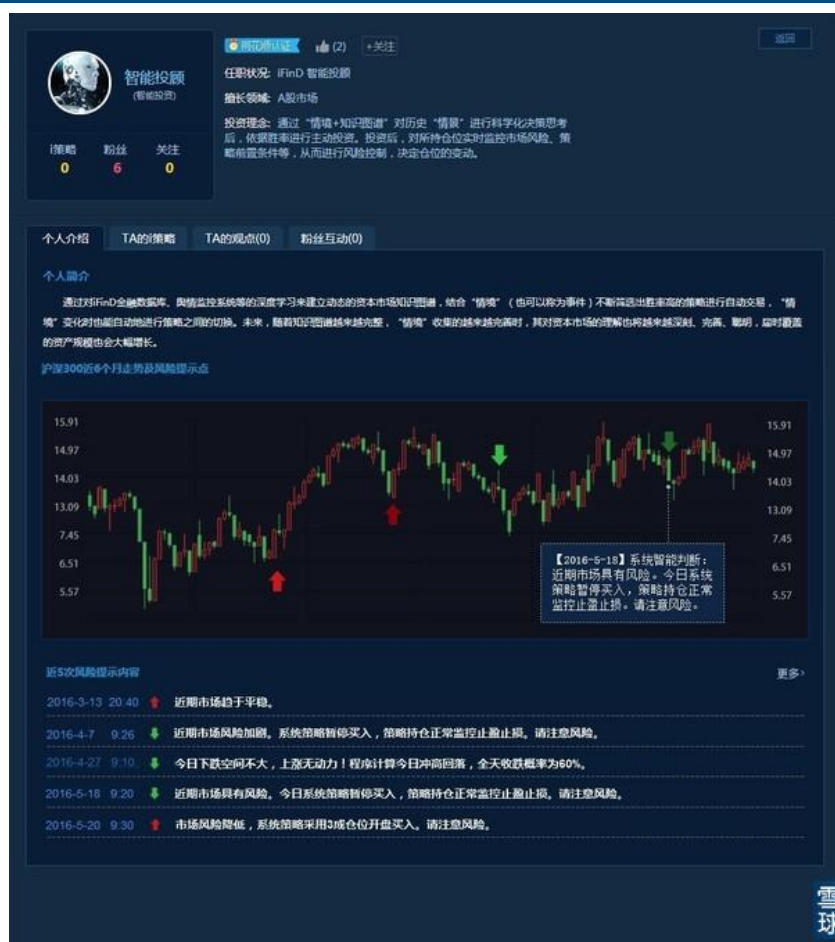 返回
(2)
+关注
智能投顾
(智能投资)
任职状况: iFinD 智能投顾
擅长领域: A股市场
投资理念: 通过“情境+知识图谱”对历史“情景”进行科学化决策思考
后，依据胜率进行主动投资。投资后，对所持仓位实时监控市场风险、策
略前置条件等，从而进行风险控制，决定仓位的变动。
i策略 粉丝 关注
0 6 0
个人介绍 TA的i策略 TA的观点(0) 粉丝互动(0)
个人简介
通过对iFinD金融数据库、舆情监控系统等的深度学习来建立动态的资本市场知识图谱，结合“情境”（也可以称为事件）不断筛选出胜率高的策略进行自动交易，“情
境”变化时也能自动地进行策略之间的切换。未来，随着知识图谱越来越完整，“情境”收集的越来越完善时，其对资本市场的理解也将越来越深刻、完善、聪明，届时覆盖
的资产规模也会大幅增长。
沪深300近6个月走势及风险提示点
15.91 15.91
14.97 14.97
14.03 14.03
13.09 13.09
7.45 7.45
6.51 6.51
5.57 5.57
【2016-5-18】系统智能判断：
近期市场具有风险。今日系统
策略暂停买入，策略持仓正常
监控止盈止损。请注意风险。
近5次风险提示内容 更多›
2016-3-13 20:40 近期市场趋于平稳。
2016-4-7 9:26 近期市场风险加剧。系统策略暂停买入，策略持仓正常监控止盈止损。请注意风险。
2016-4-27 9:10 今日下跌空间不大，上涨无动力！程序计算今日冲高回落，全天收跌概率为60%。
2016-5-18 9:20 近期市场具有风险。今日系统策略暂停买入，策略持仓正常监控止盈止损。请注意风险。
2016-5-20 9:30 市场风险降低，系统策略采用3成仓位开盘买入。请注意风险。
雪球